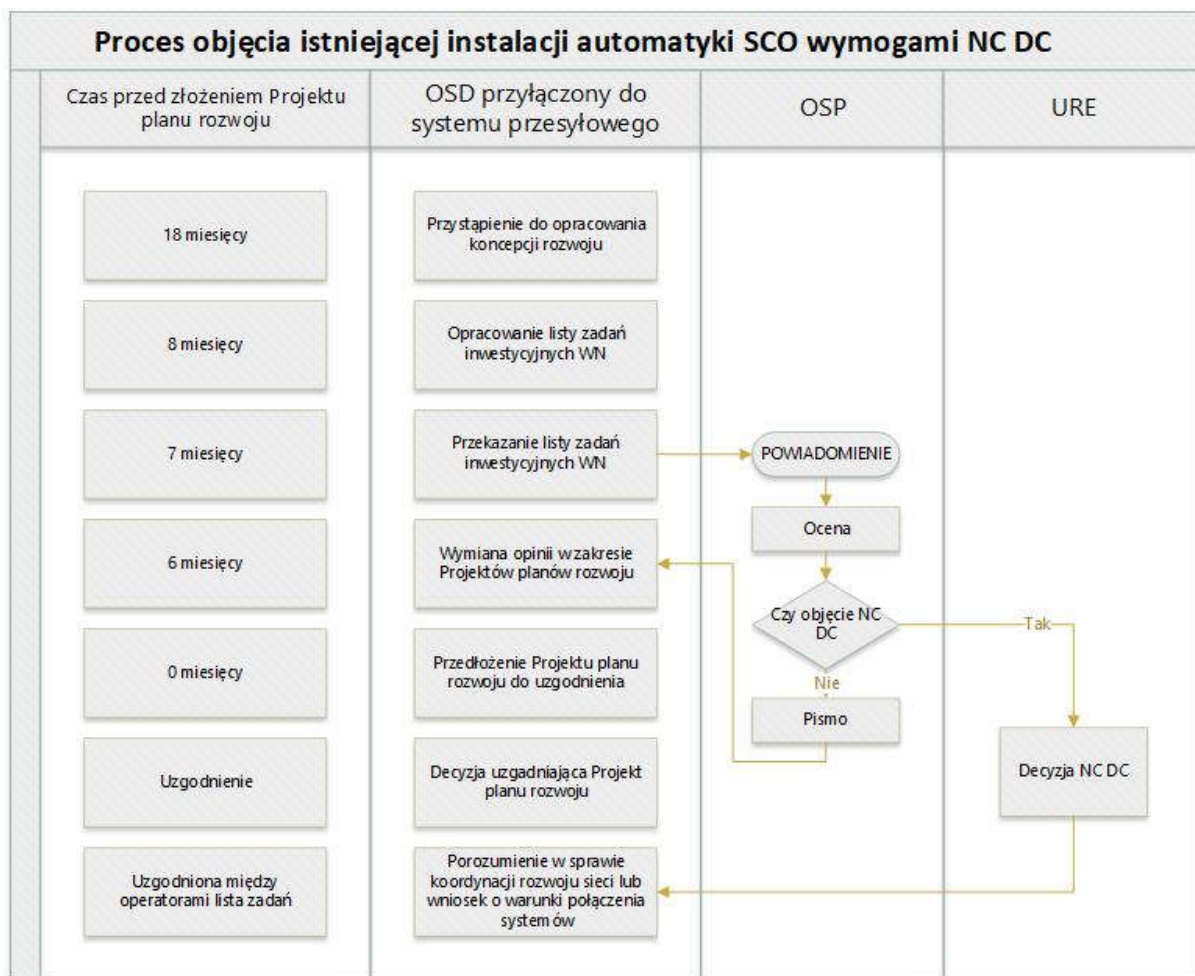 Proces objęcia istniejącej instalacji automatyki SCO wymogami NC DC
Czas przed złożeniem Projektu
planu rozwoju
OSD przyłączony do
systemu przesyłowego
OSP
URE
18 miesięcy
Przystąpienie do opracowania
koncepcji rozwoju
8 miesięcy
Opracowanie listy zadań
inwestycyjnych WN
7 miesięcy
Przekazanie listy zadań
inwestycyjnych WN
POWIADOMIENIE
Ocena
6 miesięcy
Wymiana opinii w zakresie
Projektów planów rozwoju
Czy objęcie NC
DC
Tak
Nie
0 miesięcy
Przedłożenie Projektu planu
rozwoju do uzgodnienia
Pismo
Uzgodnienie
Decyzja uzgadniająca Projekt
planu rozwoju
Decyzja NC DC
Uzgodniona między
operatorami lista zadań
Porozumienie w sprawie
koordynacji rozwoju sieci lub
wniosek o warunki połączenia
systemów